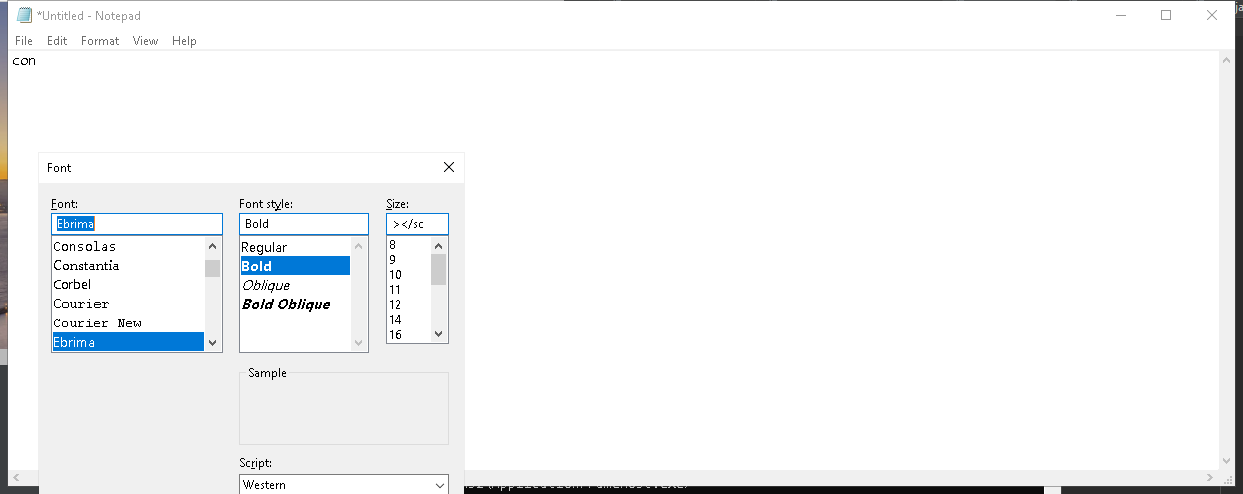 *Untitled - Notepad
File Edit Format View Help
con
Font
Font: Font style: Size:
Ebrima Bold ></sc
Consolas
Constantia
Corbel
Courier
Courier New
Ebrima
Regular
Bold
Oblique
Bold Oblique
8
9
10
11
12
14
16
Sample
Script:
Western